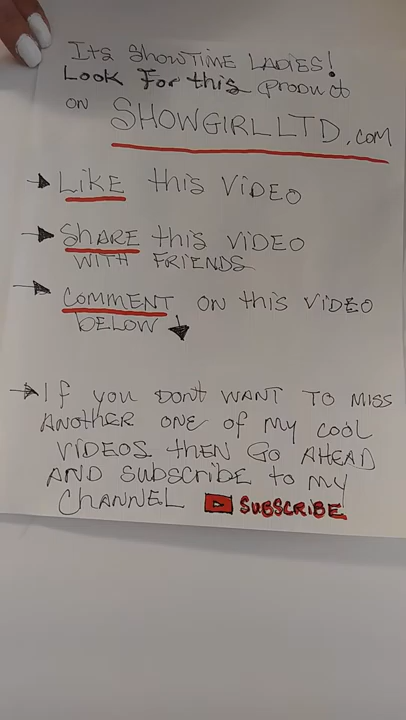 Its ShowTime LADIES!
Look For this product
on SHOWGIRLLTD.com
→ Like this VIDEO
→ SHARE this VIDEO
WITH FRIENDS
→ COMMENT ON this VIDEO
below ↓
→ If you DONt WANT TO MISS
ANother ONE of My cool
VIDEOS then Go AHEAD
AND subscribe to my
CHANNEL ▶ SUBSCRIBE